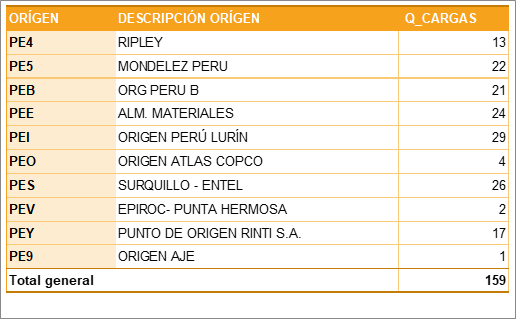 ORÍGEN DESCRIPCIÓN ORÍGEN Q_CARGAS
PE4 RIPLEY 13
PE5 MONDELEZ PERU 22
PEB ORG PERU B 21
PEE ALM. MATERIALES 24
PEI ORIGEN PERÚ LURÍN 29
PEO ORIGEN ATLAS COPCO 4
PES SURQUILLO - ENTEL 26
PEV EPIROC- PUNTA HERMOSA 2
PEY PUNTO DE ORIGEN RINTI S.A. 17
PE9 ORIGEN AJE 1
Total general 159